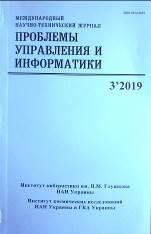 МЕЖДУНАРОДНЫЙ
НАУЧНО-ТЕХНИЧЕСКИЙ ЖУРНАЛ
ПРОБЛЕМЫ
УПРАВЛЕНИЯ И
ИНФОРМАТИКИ
3'2019
Институт кибернетики им. В.М. Глушкова
НАН Украины
Институт космических исследований
НАН Украины и ГКА Украины